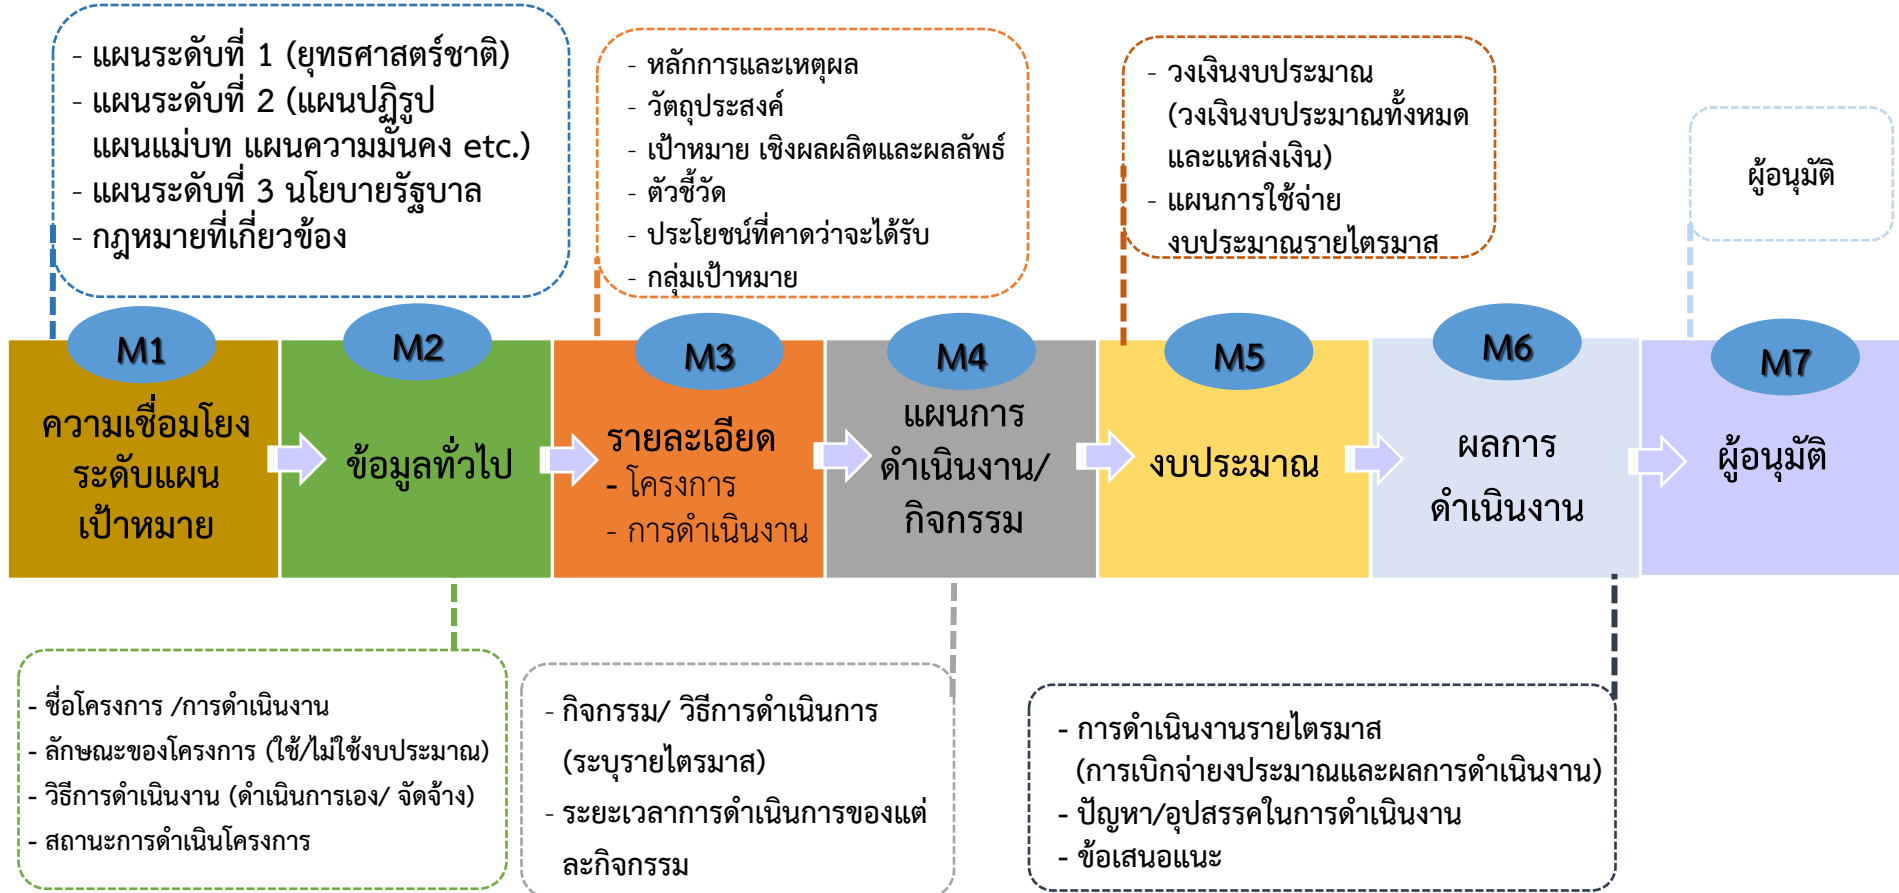 - แผนระดับที่ 1 (ยุทธศาสตร์ชาติ)
- แผนระดับที่ 2 (แผนปฏิรูป
แผนแม่บท แผนความมั่นคง etc.)
- แผนระดับที่ 3 นโยบายรัฐบาล
- กฎหมายที่เกี่ยวข้อง
- หลักการและเหตุผล
- วัตถุประสงค์
- เป้าหมาย เชิงผลผลิตและผลลัพธ์
- ตัวชี้วัด
- ประโยชน์ที่คาดว่าจะได้รับ
- กลุ่มเป้าหมาย
- วงเงินงบประมาณ
(วงเงินงบประมาณทั้งหมด
และแหล่งเงิน)
- แผนการใช้จ่าย
งบประมาณรายไตรมาส
ผู้อนุมัติ
M1
ความเชื่อมโยง
ระดับแผน
เป้าหมาย
M2
ข้อมูลทั่วไป
M3
รายละเอียด
- โครงการ
- การดำเนินงาน
M4
แผนการ
ดำเนินงาน/
กิจกรรม
M5
งบประมาณ
M6
ผลการ
ดำเนินงาน
M7
ผู้อนุมัติ
- ชื่อโครงการ /การดำเนินงาน
- ลักษณะของโครงการ (ใช้/ไม่ใช้งบประมาณ)
- วิธีการดำเนินงาน (ดำเนินการเอง/ จัดจ้าง)
- สถานะการดำเนินโครงการ
- กิจกรรม/ วิธีการดำเนินการ
(ระบุรายไตรมาส)
- ระยะเวลาการดำเนินการของแต่
ละกิจกรรม
- การดำเนินงานรายไตรมาส
(การเบิกจ่ายงประมาณและผลการดำเนินงาน)
- ปัญหา/อุปสรรคในการดำเนินงาน
- ข้อเสนอแนะ